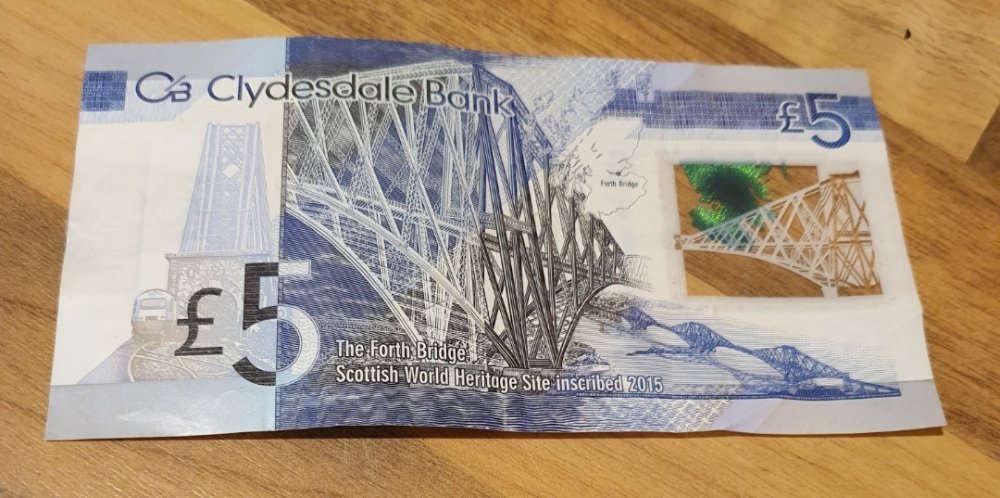 CB Clydesdale Bank
£5
Forth Bridge
£5
The Forth Bridge:
Scottish World Heritage Site inscribed 2015